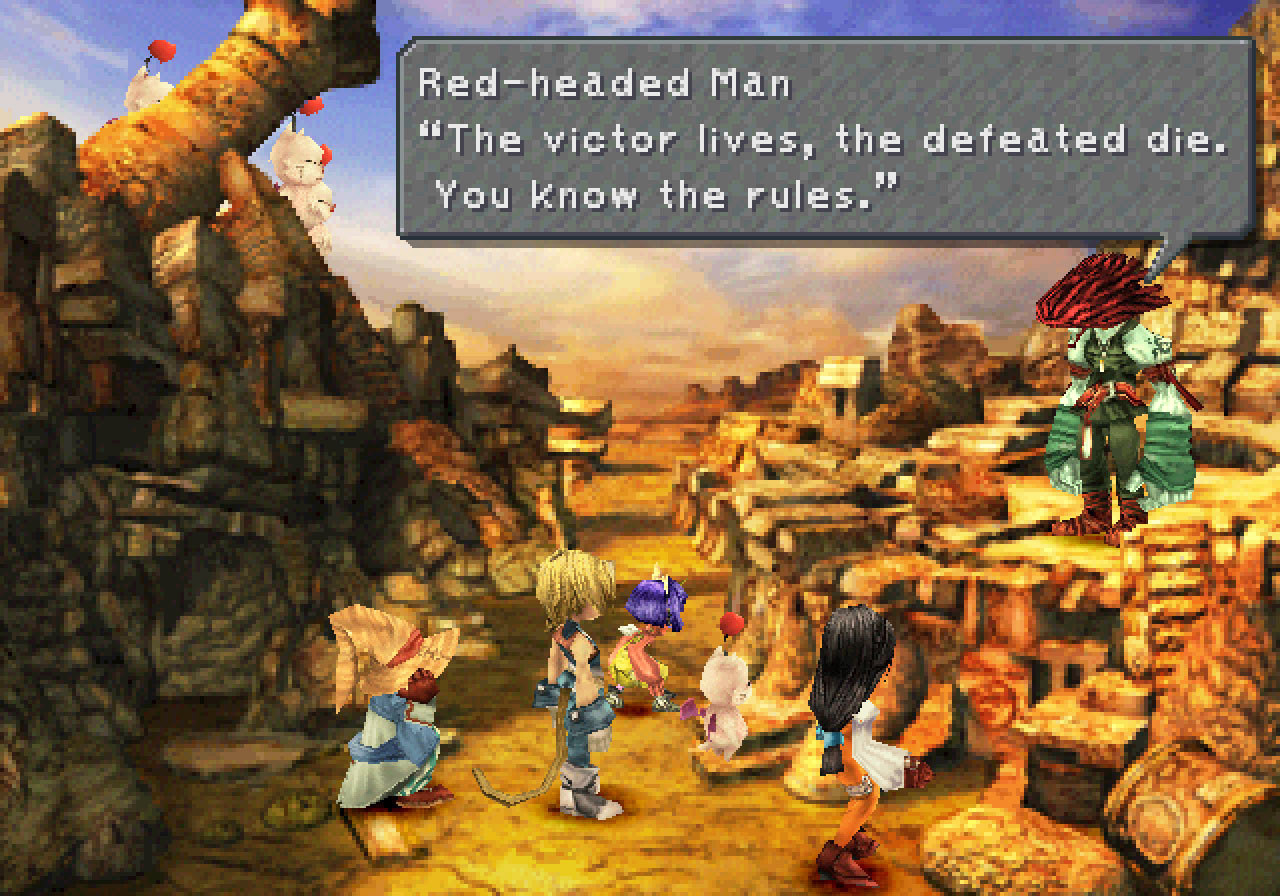 Red-headed Man
“The victor lives, the defeated die.
You know the rules.”